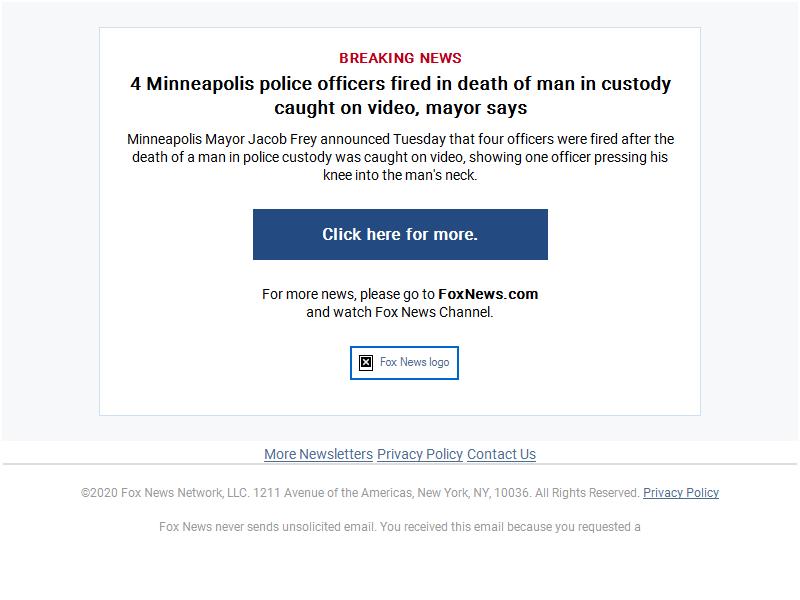 BREAKING NEWS
4 Minneapolis police officers fired in death of man in custody
caught on video, mayor says
Minneapolis Mayor Jacob Frey announced Tuesday that four officers were fired after the
death of a man in police custody was caught on video, showing one officer pressing his
knee into the man's neck.
Click here for more.
For more news, please go to FoxNews.com
and watch Fox News Channel.
Fox News logo
More Newsletters Privacy Policy Contact Us
©2020 Fox News Network, LLC. 1211 Avenue of the Americas, New York, NY, 10036. All Rights Reserved. Privacy Policy
Fox News never sends unsolicited email. You received this email because you requested a